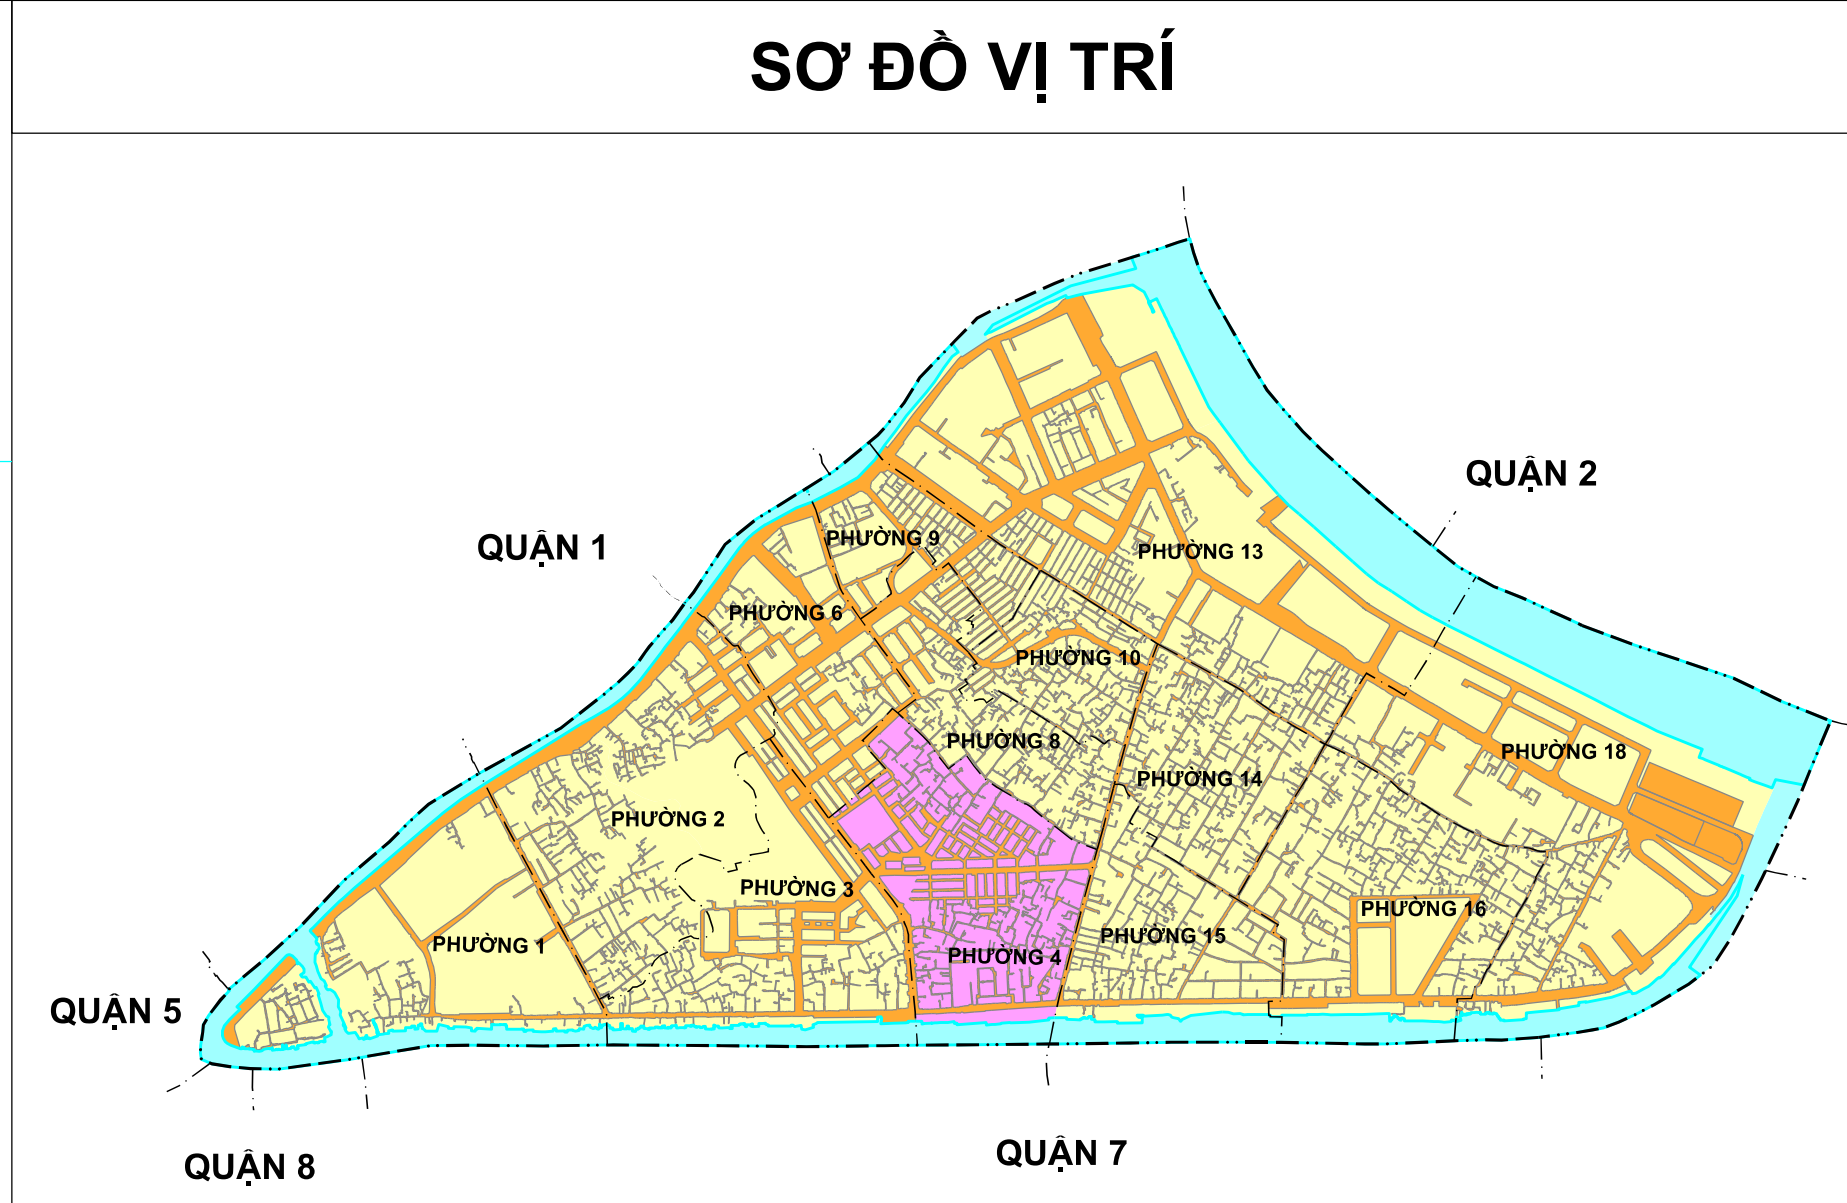 SƠ ĐỒ VỊ TRÍ
QUẬN 2
QUẬN 1
PHƯỜNG 9
PHƯỜNG 13
PHƯỜNG 6
PHƯỜNG 10
PHƯỜNG 8
PHƯỜNG 18
PHƯỜNG 14
PHƯỜNG 2
PHƯỜNG 3
PHƯỜNG 16
PHƯỜNG 1
PHƯỜNG 15
PHƯỜNG 4
QUẬN 5
QUẬN 7
QUẬN 8